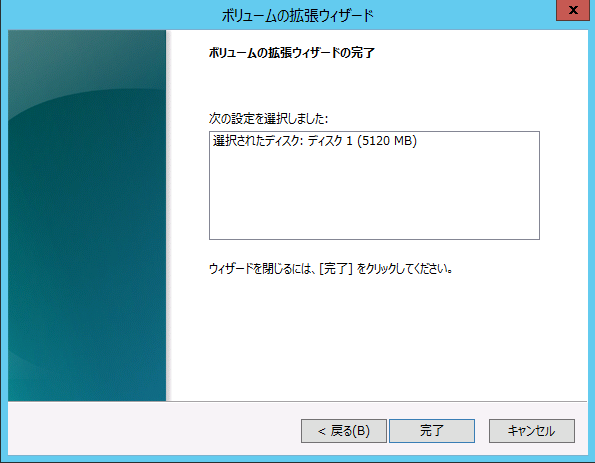 ボリュームの拡張ウィザード
x
ボリュームの拡張ウィザードの完了
次の設定を選択しました:
選択されたディスク: ディスク 1 (5120 MB)
ウィザードを閉じるには、[完了] をクリックしてください。
< 戻る(B)
完了
キャンセル